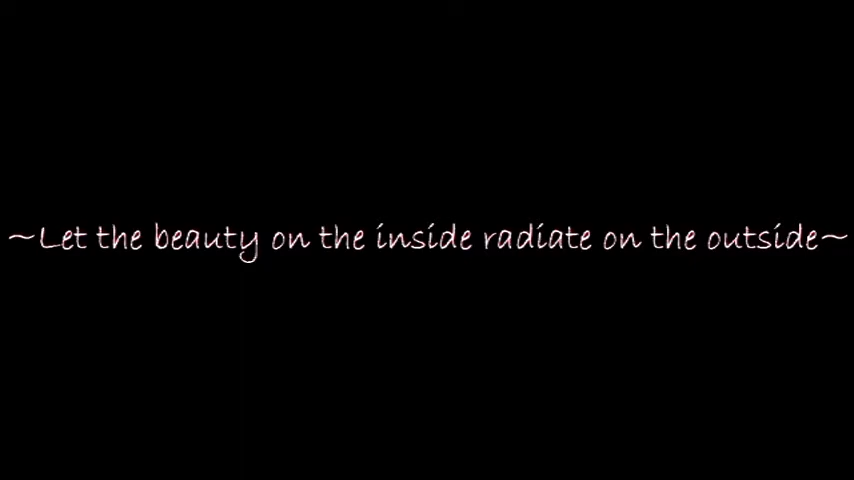 ~Let the beauty on the inside radiate on the outside~